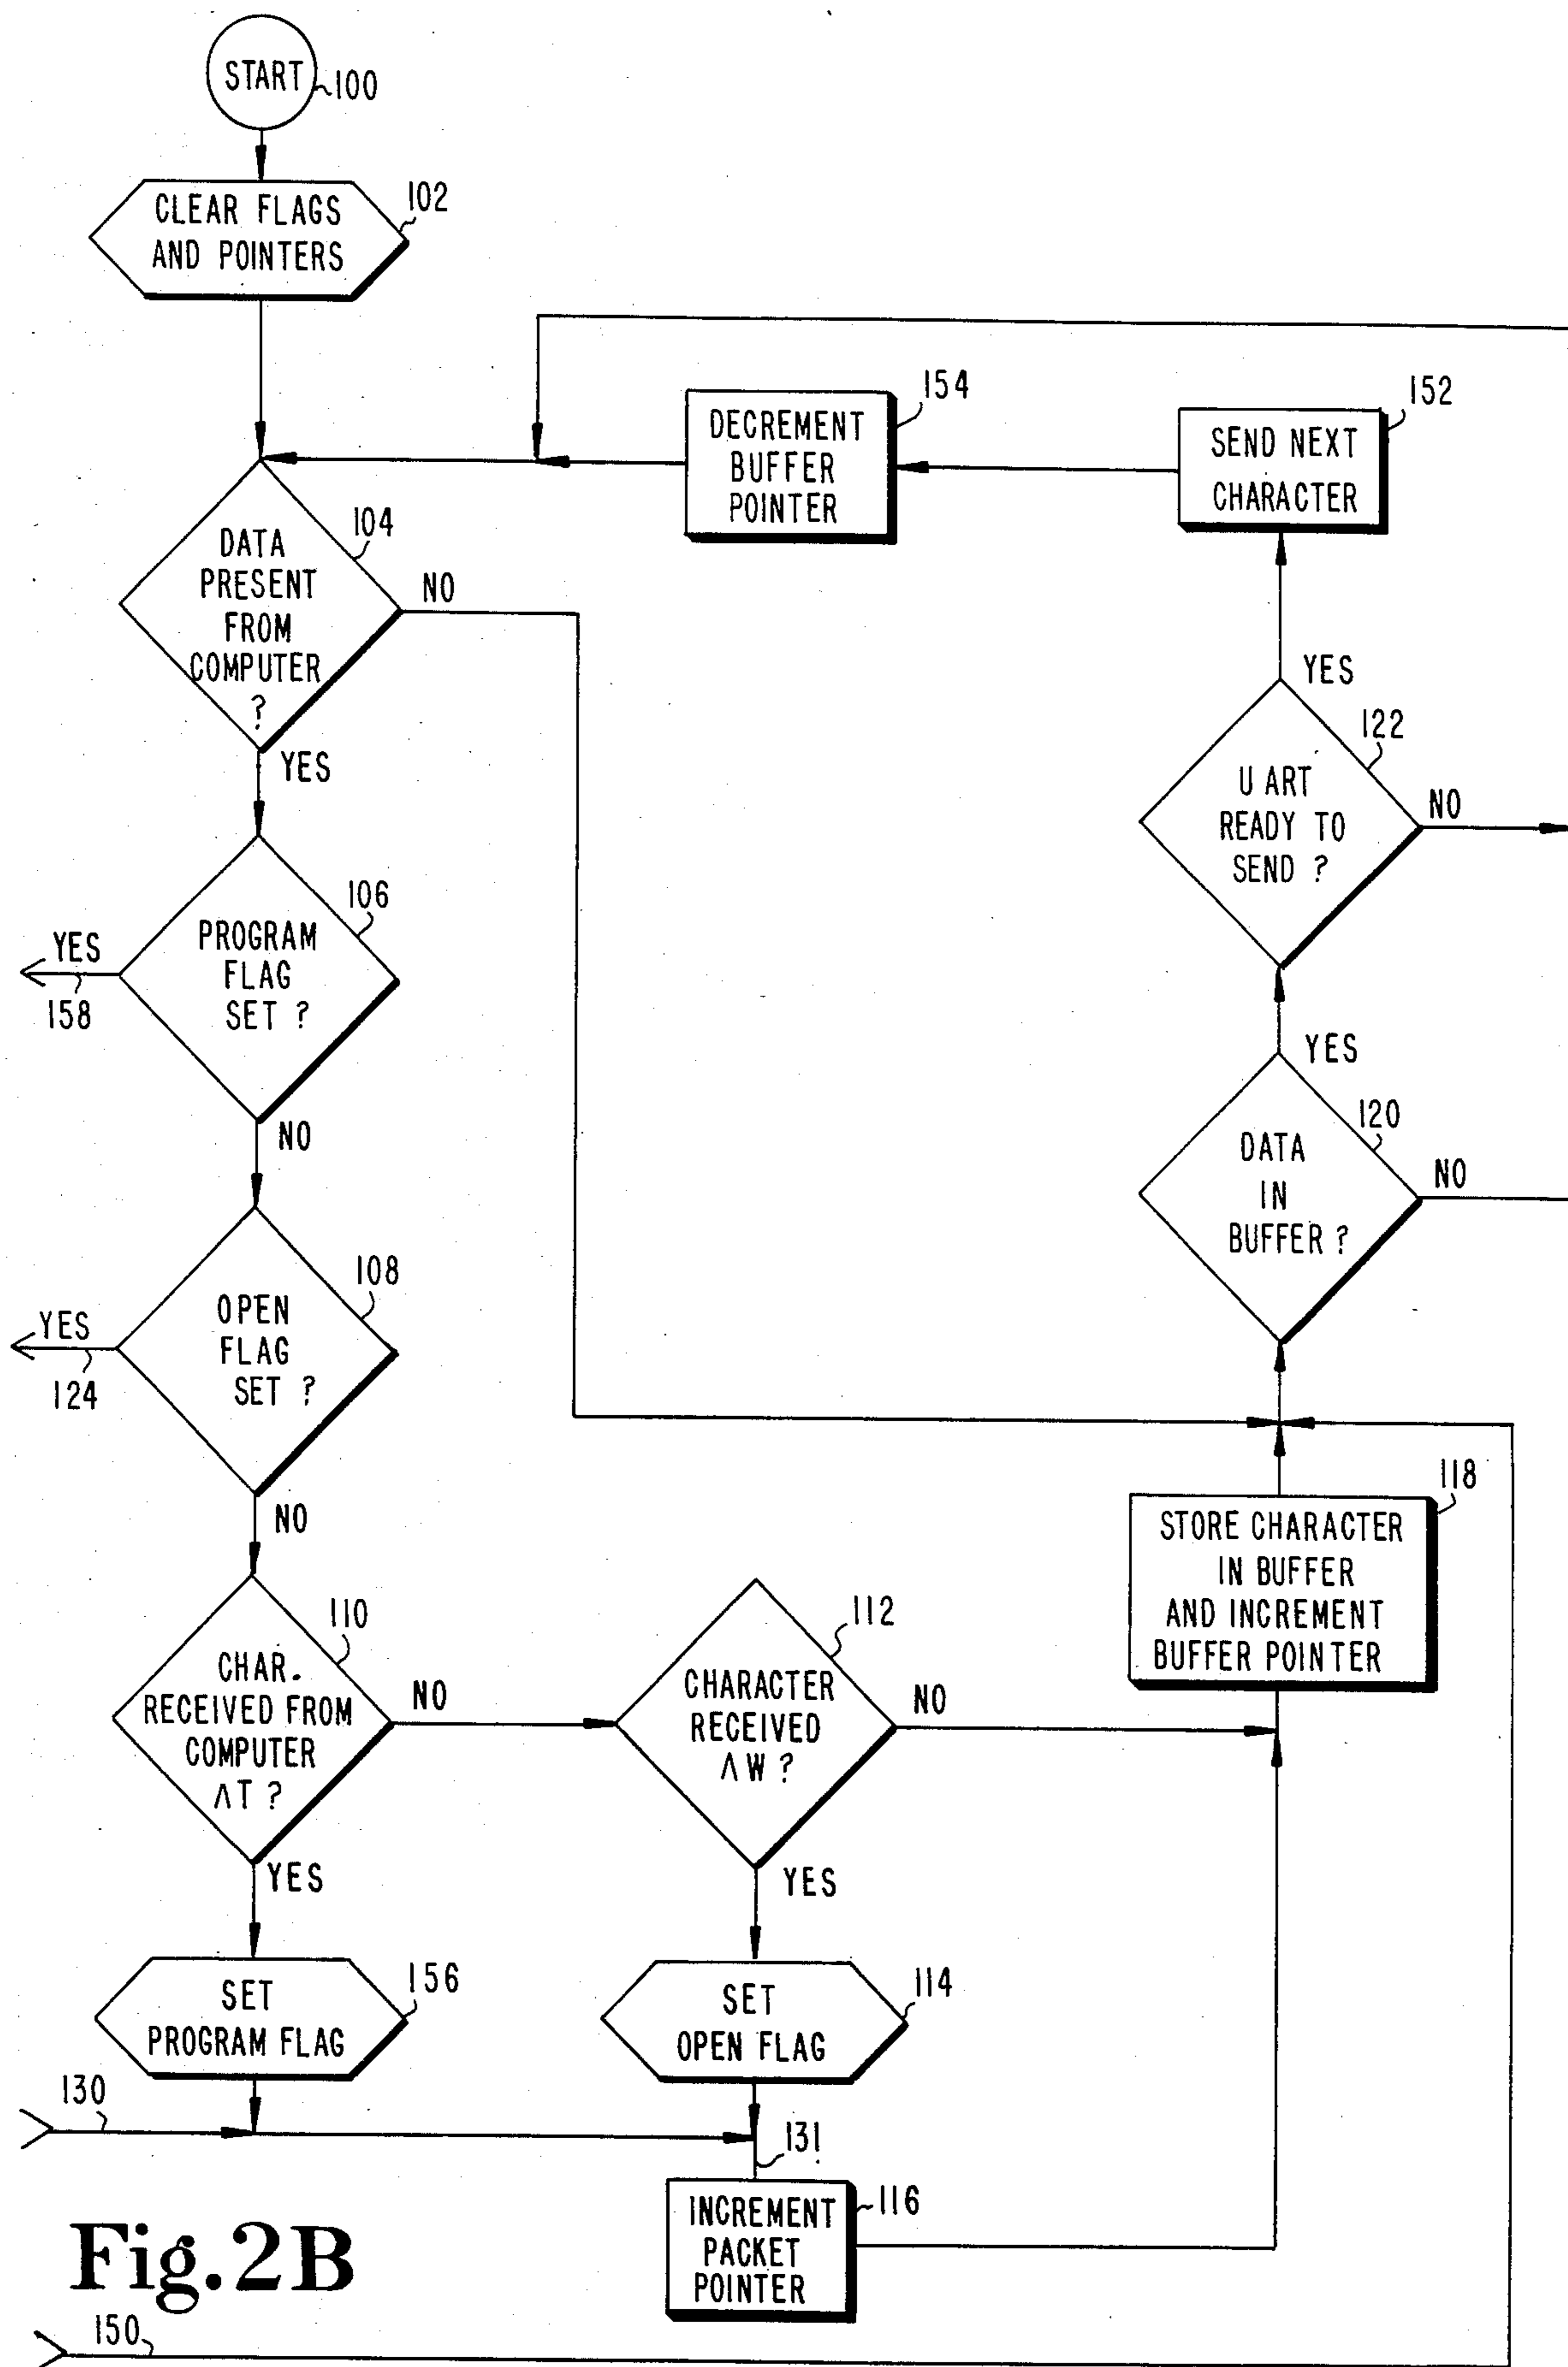 START
100
CLEAR FLAGS
AND POINTERS
102
154
DECREMENT
BUFFER
POINTER
152
SEND NEXT
CHARACTER
104
DATA
PRESENT
FROM
COMPUTER
?
NO
YES
122
YES
U ART
READY TO
SEND ?
NO
106
PROGRAM
FLAG
SET ?
YES
158
NO
120
YES
DATA
IN
BUFFER ?
NO
108
OPEN
FLAG
SET ?
YES
124
NO
118
STORE CHARACTER
IN BUFFER
AND INCREMENT
BUFFER POINTER
110
CHAR.
RECEIVED FROM
COMPUTER
ΛT ?
NO
YES
112
CHARACTER
RECEIVED
ΛW ?
NO
YES
SET
PROGRAM FLAG
156
SET
OPEN FLAG
114
130
131
INCREMENT
PACKET
POINTER
116
Fig.2B
150